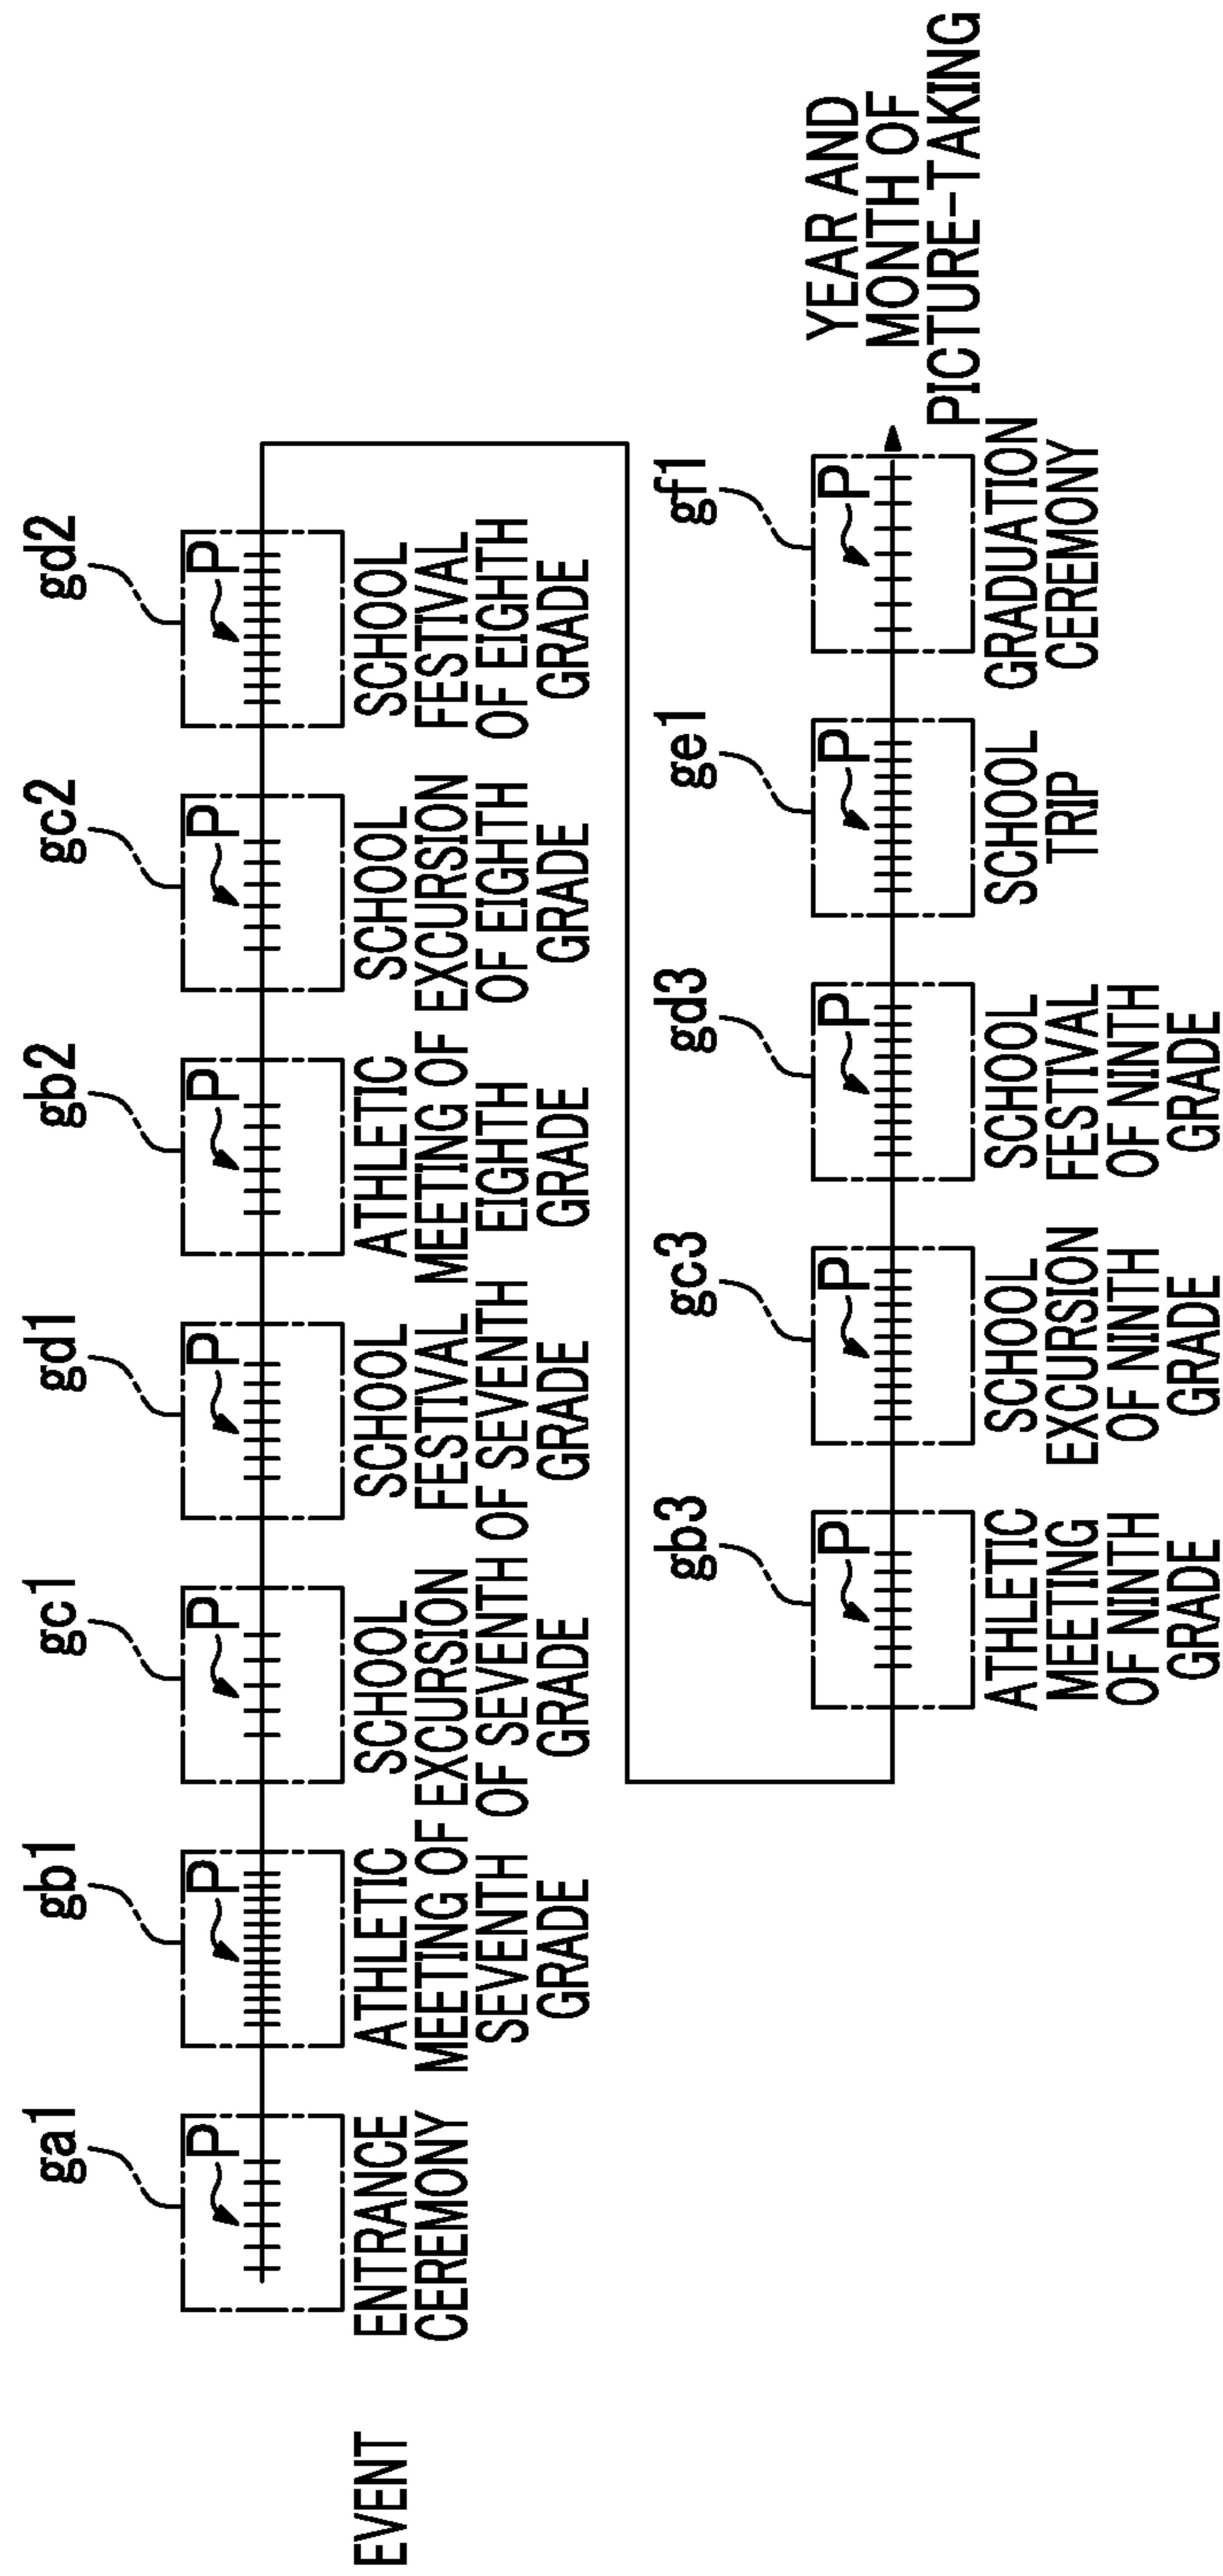 ga1
gb1
gc1
gd1
gb2
gc2
gd2
P
P
P
P
P
P
P
EVENT
ENTRANCE
CEREMONY
ATHLETIC
MEETING OF
SEVENTH
GRADE
SCHOOL
EXCURSION
OF SEVENTH
GRADE
SCHOOL
FESTIVAL
OF SEVENTH
GRADE
ATHLETIC
MEETING OF
EIGHTH
GRADE
SCHOOL
EXCURSION
OF EIGHTH
GRADE
SCHOOL
FESTIVAL
OF EIGHTH
GRADE
gb3
gc3
gd3
ge1
gf1
P
P
P
P
P
YEAR AND
MONTH OF
PICTURE-TAKING
ATHLETIC
MEETING
OF NINTH
GRADE
SCHOOL
EXCURSION
OF NINTH
GRADE
SCHOOL
FESTIVAL
OF NINTH
GRADE
SCHOOL
TRIP
GRADUATION
CEREMONY